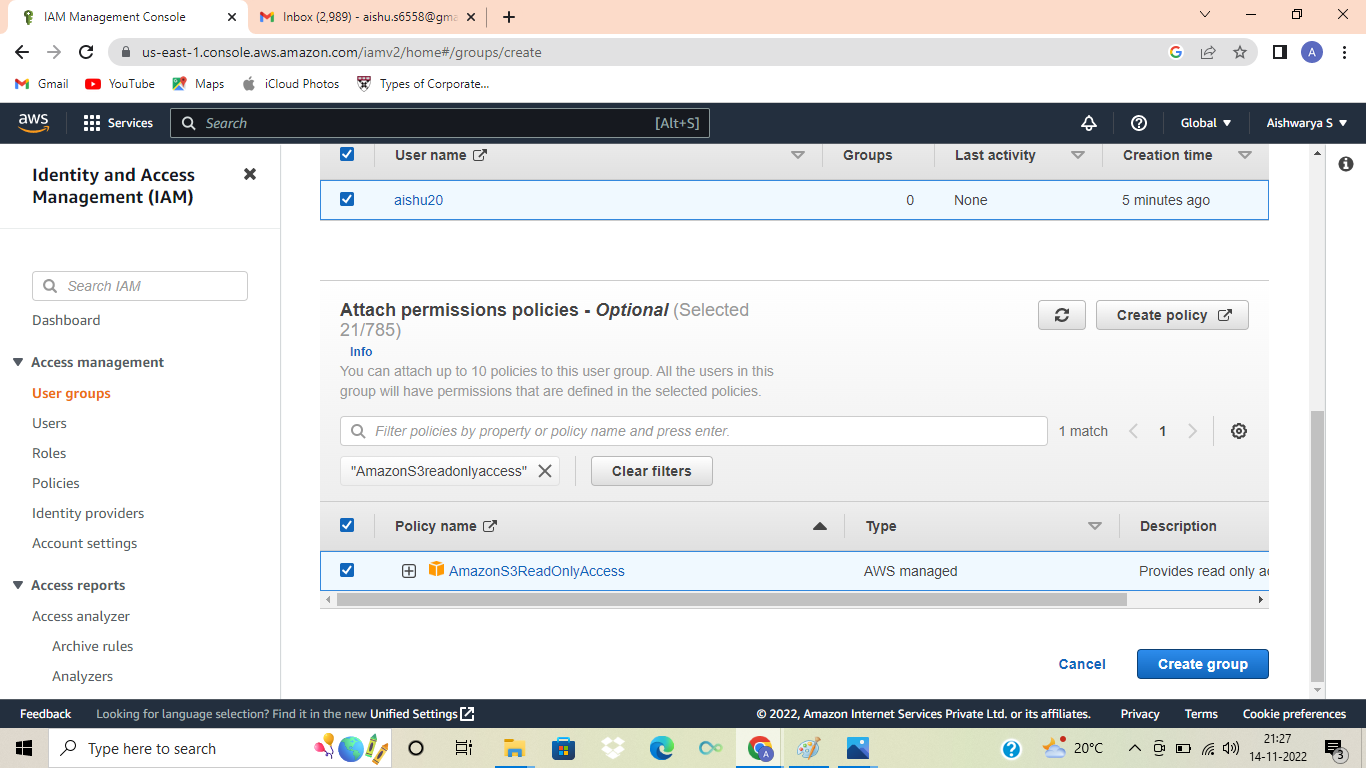 IAM Management Console
Inbox (2,989) - aishu.s6558@gma
us-east-1.console.aws.amazon.com/iamv2/home#/groups/create
A
Gmail
YouTube
Maps
iCloud Photos
Types of Corporate...
aws
Services
Search
[Alt+S]
Global
Aishwarya S
Identity and Access
Management (IAM)
Search IAM
Dashboard
Access management
User groups
Users
Roles
Policies
Identity providers
Account settings
Access reports
Access analyzer
Archive rules
Analyzers
User name
Groups
Last activity
Creation time
aishu20
0
None
5 minutes ago
Attach permissions policies - Optional (Selected
21/785)
Info
You can attach up to 10 policies to this user group. All the users in this
group will have permissions that are defined in the selected policies.
Create policy
Filter policies by property or policy name and press enter.
1 match
1
"AmazonS3readonlyaccess"
Clear filters
Policy name
Type
Description
AmazonS3ReadOnlyAccess
AWS managed
Provides read only a
Cancel
Create group
Feedback
Looking for language selection? Find it in the new Unified Settings
© 2022, Amazon Internet Services Private Ltd. or its affiliates.
Privacy
Terms
Cookie preferences
Type here to search
A
20°C
21:27
14-11-2022
3